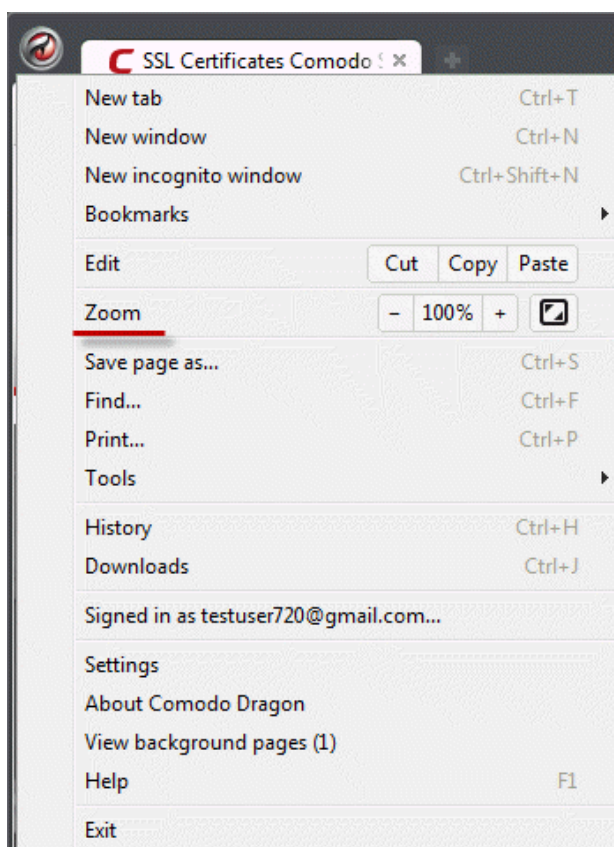 SSL Certificates Comodo
New tab Ctrl+T
New window Ctrl+N
New incognito window Ctrl+Shift+N
Bookmarks
Edit Cut Copy Paste
Zoom - 100% +
Save page as... Ctrl+S
Find... Ctrl+F
Print... Ctrl+P
Tools
History Ctrl+H
Downloads Ctrl+J
Signed in as testuser720@gmail.com...
Settings
About Comodo Dragon
View background pages (1)
Help F1
Exit